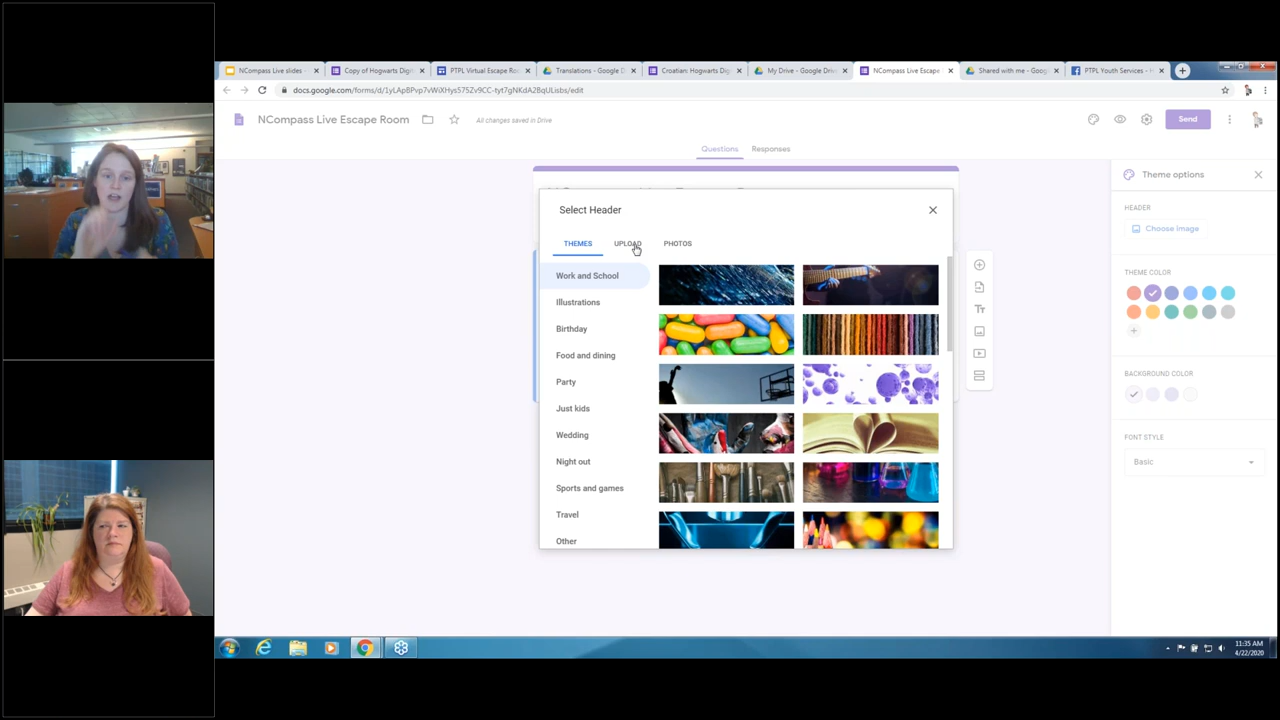 NCompass Live slides -
Copy of Hogwarts Digi
PTPL Virtual Escape Ro
Translations - Google D
Croatian: Hogwarts Dig
My Drive - Google Driv
NCompass Live Escape
Shared with me - Goog
PTPL Youth Services - H
docs.google.com/forms/d/1yLApBPvp7vWiXHys575Zv9CC-tyt7gNKdA2BqULisbs/edit
NCompass Live Escape Room
All changes saved in Drive
Send
Questions
Responses
Theme options
Select Header
THEMES
UPLOAD
PHOTOS
Work and School
Illustrations
Birthday
Food and dining
Party
Just kids
Wedding
Night out
Sports and games
Travel
Other
HEADER
Choose image
THEME COLOR
BACKGROUND COLOR
FONT STYLE
Basic
Tт
11:35 AM
4/22/2020